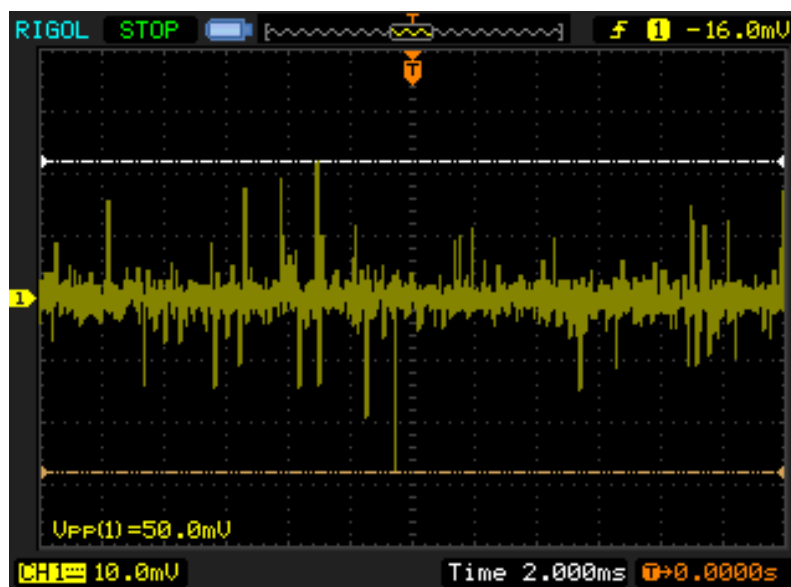 RIGOL STOP T 1 -16.0mV
T
1
VPP(1)=50.0mV
CH1 10.0mV Time 2.000ms T→0.0000s